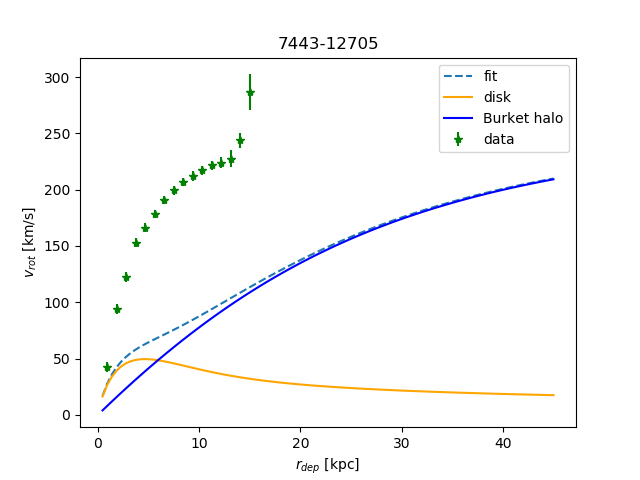 7443-12705
fit
disk
Burket halo
data
300
250
200
150
100
50
0
v_rot [km/s]
0 10 20 30 40
r_dep [kpc]